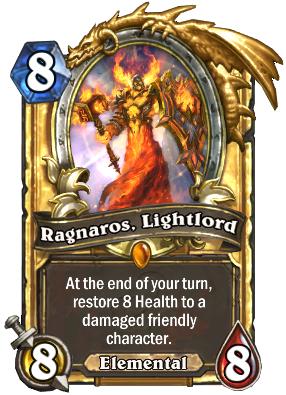 8
Ragnaros, Lightlord
At the end of your turn,
restore 8 Health to a
damaged friendly
character.
Elemental
8
8